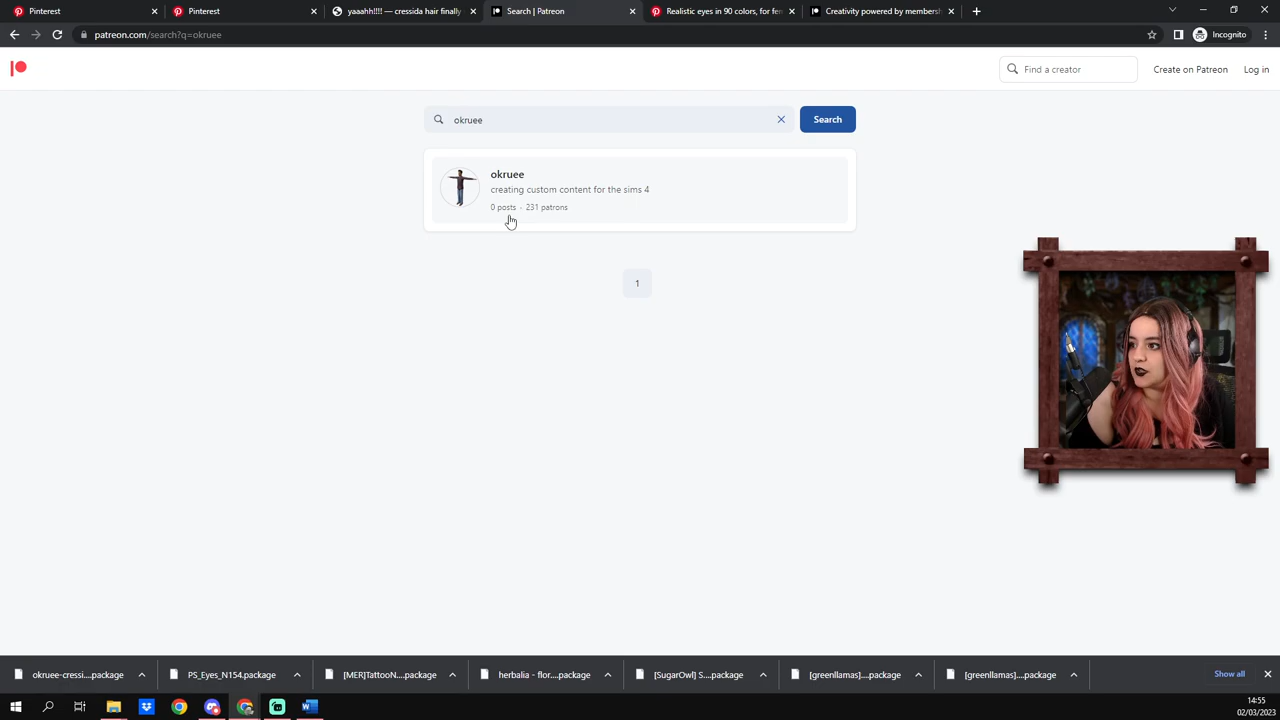 Pinterest
Pinterest
yaaahh!!!! — cressida hair finally
Search | Patreon
Realistic eyes in 90 colors, for fem
Creativity powered by membersh
patreon.com/search?q=okruee
Incognito
Find a creator
Create on Patreon
Log in
okruee
Search
okruee
creating custom content for the sims 4
0 posts · 231 patrons
1
okruee-cressi....package
PS_Eyes_N154.package
[MER]TattooN....package
herbalia - flor....package
[SugarOwl] S....package
[greenllamas]....package
[greenllamas]....package
Show all
14:55
02/03/2023